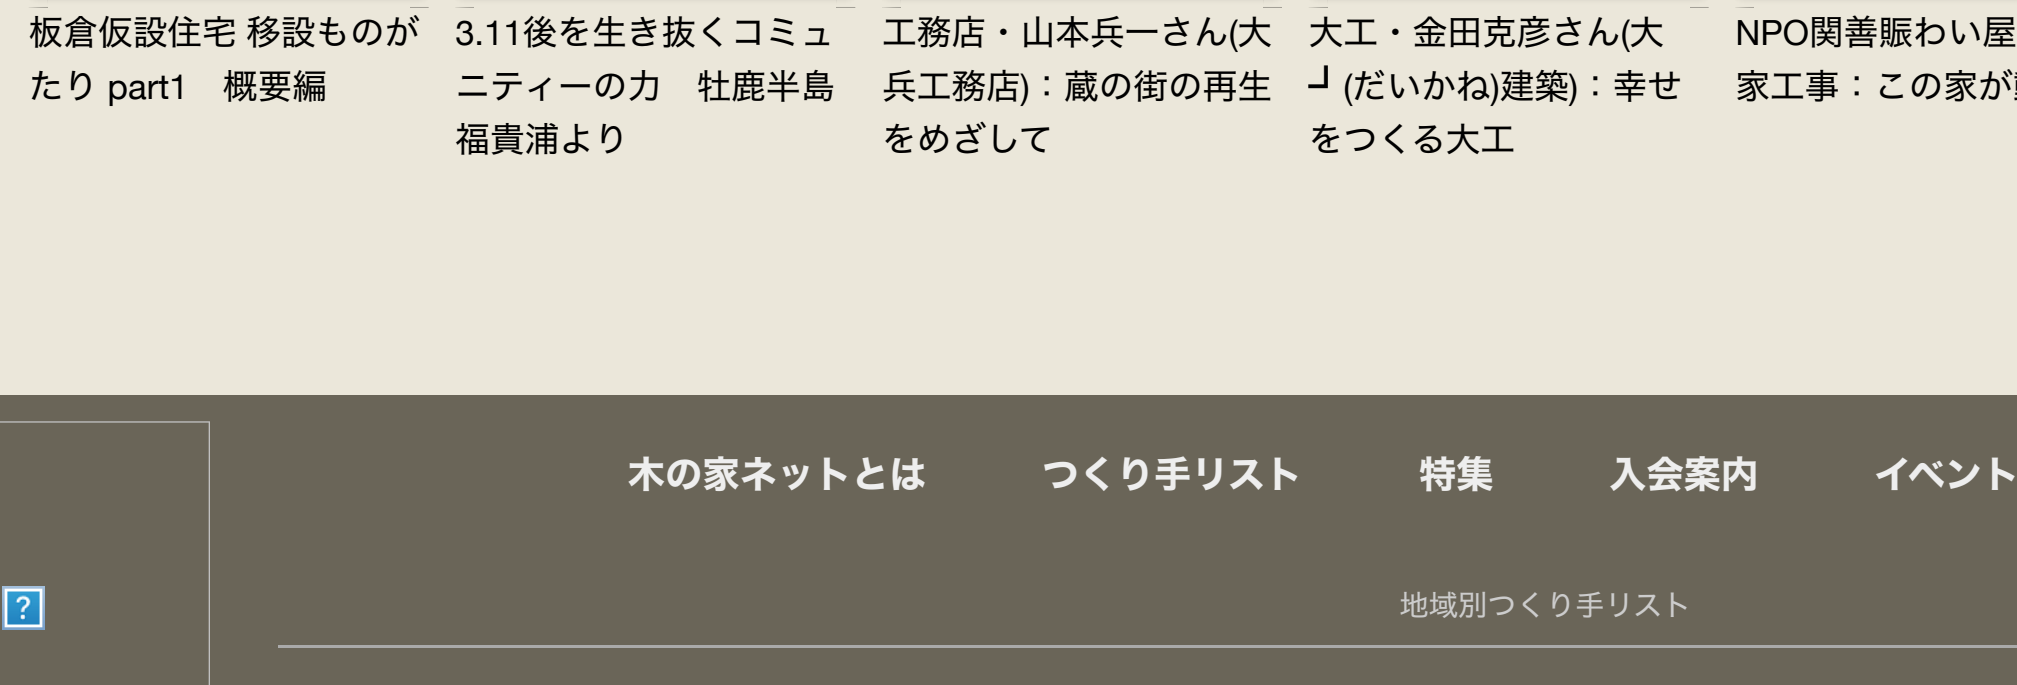 板倉仮設住宅 移設ものが
たり part1　概要編
3.11後を生き抜くコミュ
ニティーの力　牡鹿半島
福貴浦より
工務店・山本兵一さん(大
兵工務店)：蔵の街の再生
をめざして
大工・金田克彦さん(大
┛(だいかね)建築)：幸せ
をつくる大工
NPO関善賑わい屋
家工事：この家が
木の家ネットとは　つくり手リスト　特集　入会案内　イベント
地域別つくり手リスト